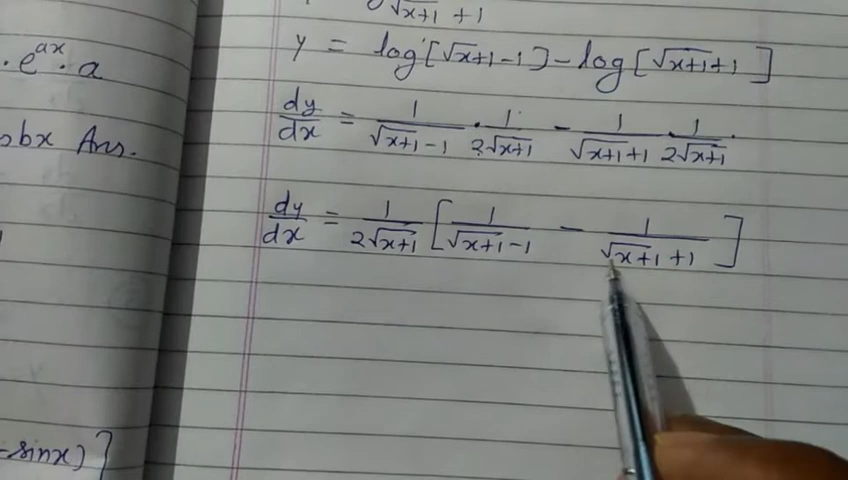 √x+1 + 1
y = log[√x+1 - 1] - log[√x+1 + 1]
. e^ax . a
dy/dx = 1/(√x+1 - 1) . 1/(2√x+1) - 1/(√x+1 + 1) . 1/(2√x+1)
bx Ans.
dy/dx = 1/(2√x+1) [ 1/(√x+1 - 1) - 1/(√x+1 + 1) ]
sinx)]